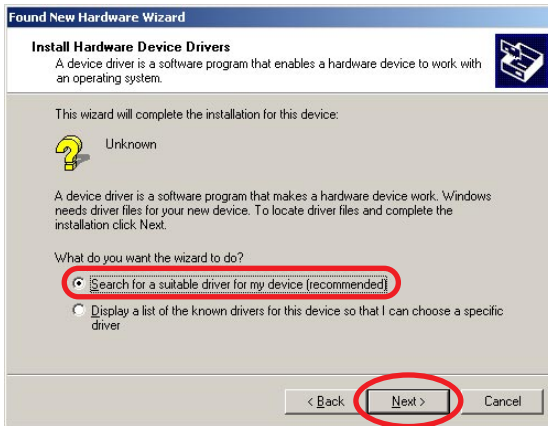 Found New Hardware Wizard
Install Hardware Device Drivers
A device driver is a software program that enables a hardware device to work with
an operating system.
This wizard will complete the installation for this device:
Unknown
A device driver is a software program that makes a hardware device work. Windows
needs driver files for your new device. To locate driver files and complete the
installation click Next.
What do you want the wizard to do?
Search for a suitable driver for my device (recommended)
Display a list of the known drivers for this device so that I can choose a specific
driver
< Back
Next >
Cancel